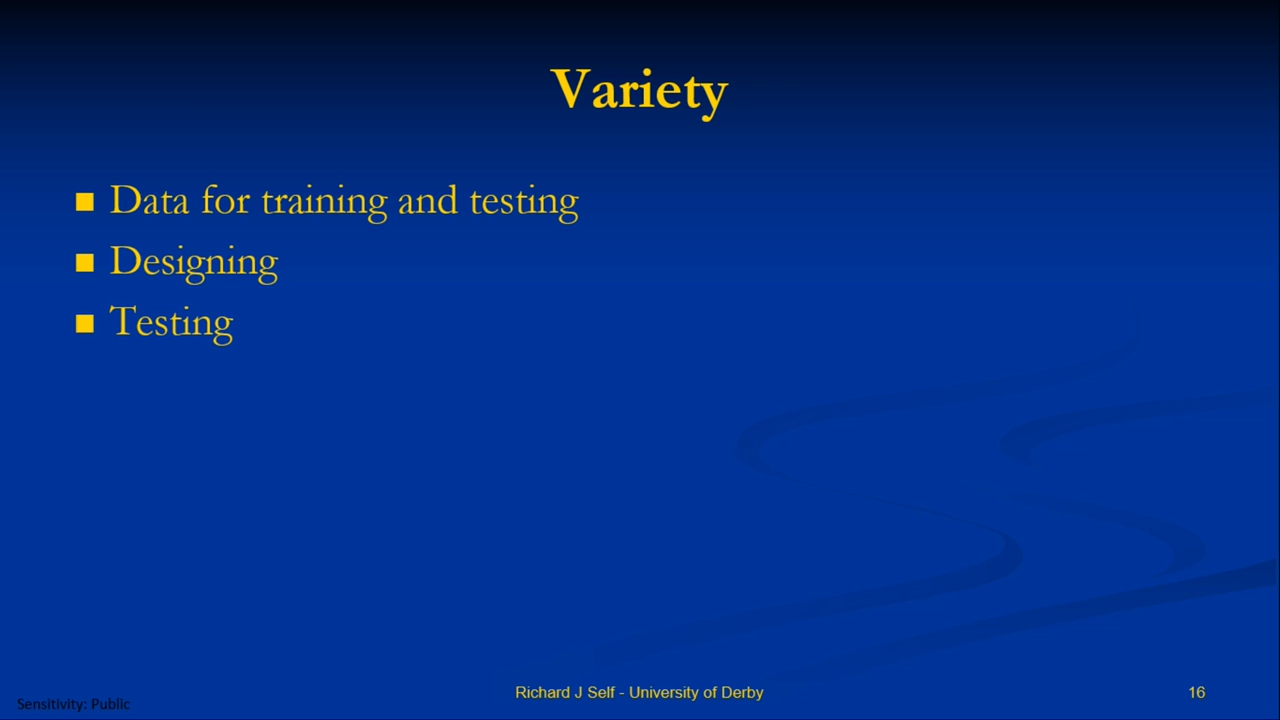 Variety
Data for training and testing
Designing
Testing
Richard J Self - University of Derby
16
Sensitivity: Public